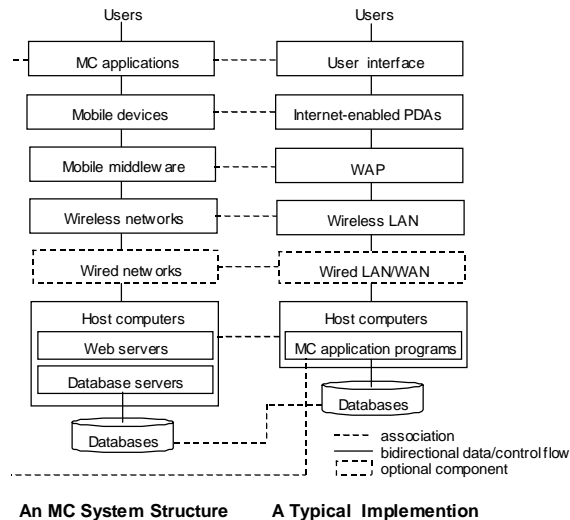 Users
MC applications
Mobile devices
Mobile middleware
Wireless networks
Wired networks
Host computers
Web servers
Database servers
Databases
An MC System Structure
Users
User interface
Internet-enabled PDAs
WAP
Wireless LAN
Wired LAN/WAN
Host computers
MC application programs
Databases
association
bidirectional data/control flow
optional component
A Typical Implemention